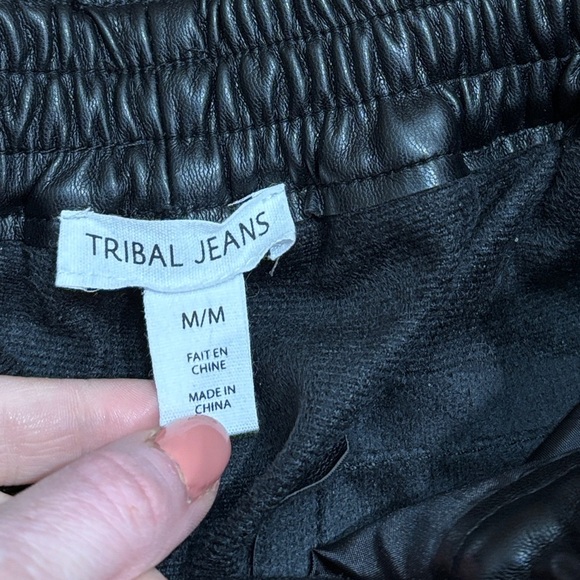 TRIBAL JEANS
M/M
FAIT EN
CHINE
MADE IN
CHINA